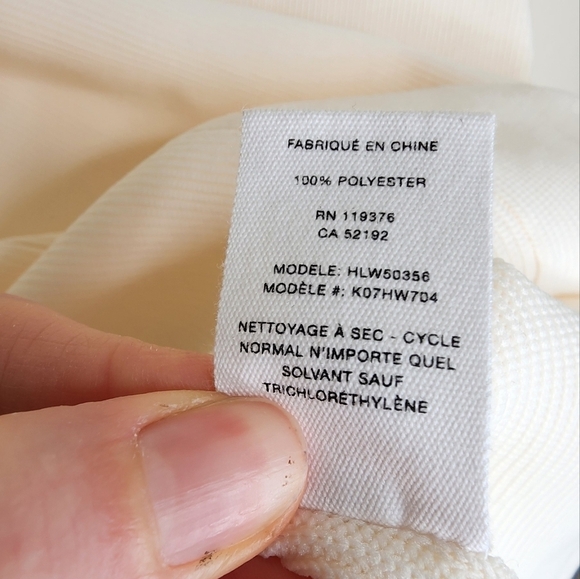 FABRIQUÉ EN CHINE
100% POLYESTER
RN 119376
CA 52192
MODELE: HLW50356
MODÈLE #: K07HW704
NETTOYAGE À SEC - CYCLE
NORMAL N'IMPORTE QUEL
SOLVANT SAUF
TRICHLORÉTHYLÈNE